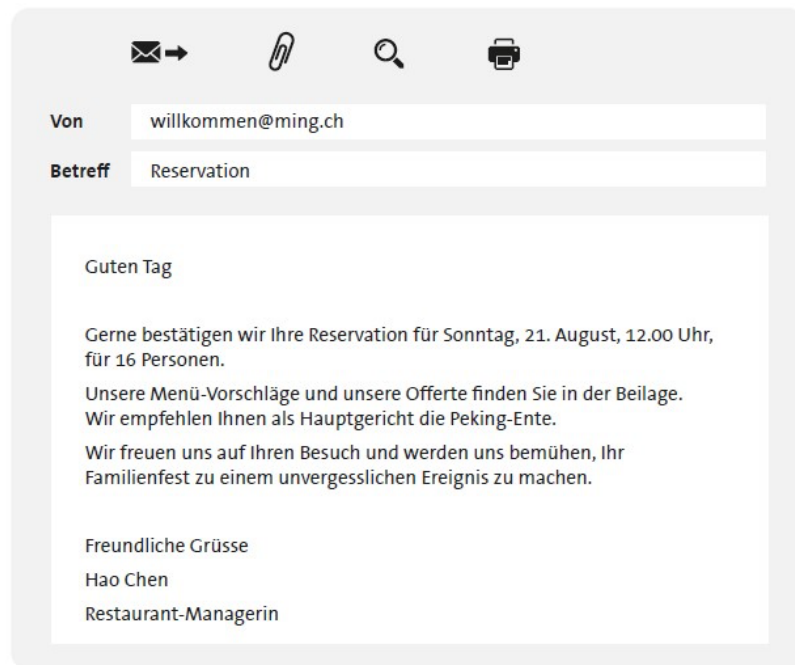 Von willkommen@ming.ch
Betreff Reservation
Guten Tag
Gerne bestätigen wir Ihre Reservation für Sonntag, 21. August, 12.00 Uhr,
für 16 Personen.
Unsere Menü-Vorschläge und unsere Offerte finden Sie in der Beilage.
Wir empfehlen Ihnen als Hauptgericht die Peking-Ente.
Wir freuen uns auf Ihren Besuch und werden uns bemühen, Ihr
Familienfest zu einem unvergesslichen Ereignis zu machen.
Freundliche Grüsse
Hao Chen
Restaurant-Managerin